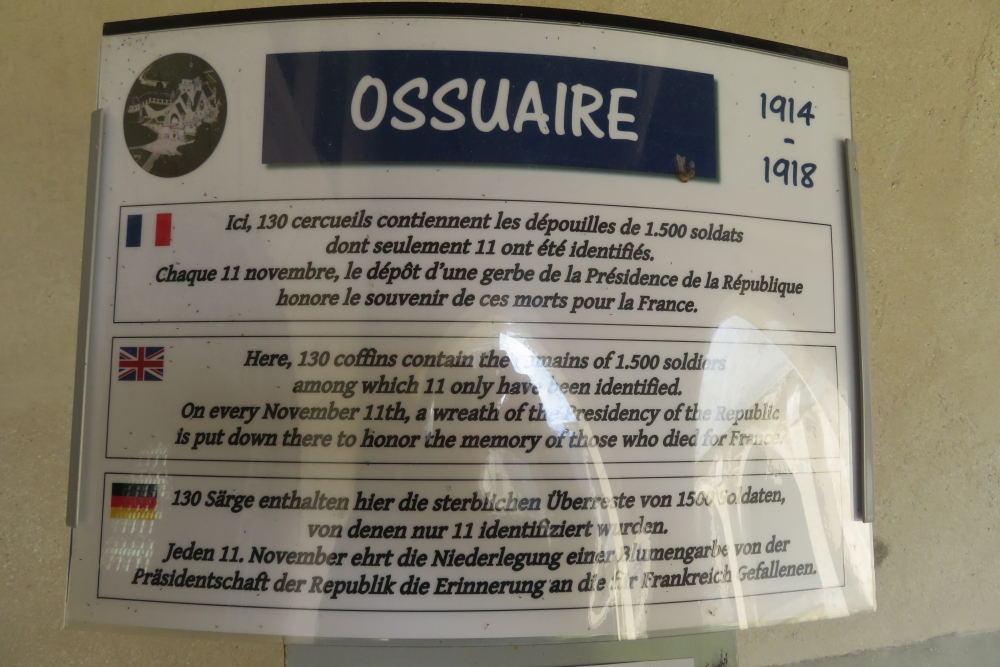 OSSUAIRE
1914
-
1918
Ici, 130 cercueils contiennent les dépouilles de 1.500 soldats
dont seulement 11 ont été identifiés.
Chaque 11 novembre, le dépôt d'une gerbe de la Présidence de la République
honore le souvenir de ces morts pour la France.
Here, 130 coffins contain the remains of 1.500 soldiers
among which 11 only have been identified.
On every November 11th, a wreath of the Presidency of the Republic
is put down there to honor the memory of those who died for France.
130 Särge enthalten hier die sterblichen Überreste von 1500 Soldaten,
von denen nur 11 identifiziert wurden.
Jeden 11. November ehrt die Niederlegung einer Blumengarbe von der
Präsidentschaft der Republik die Erinnerung an die für Frankreich Gefallenen.